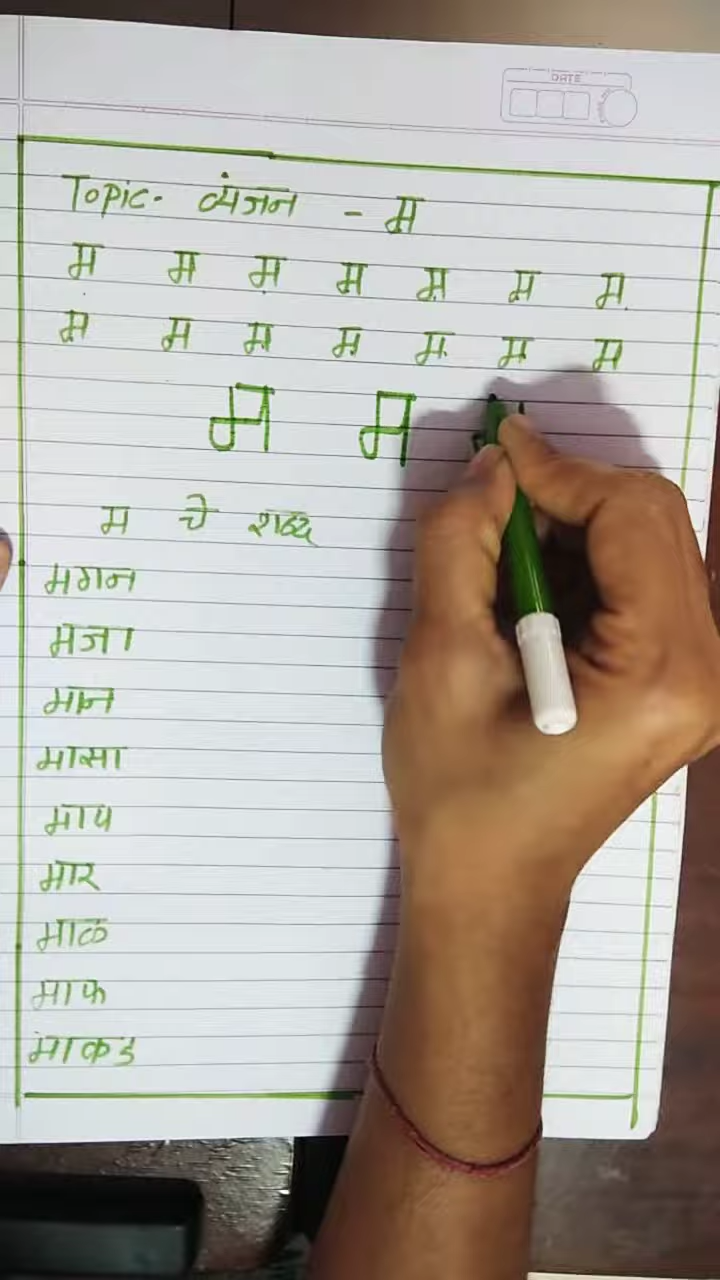 DATE
Topic- व्यंजन - म
म म म म म म म
म म म म म म म
म म
म चे शब्द
मगन
मजा
मान
मासा
माप
मार
माळ
माफ
माकड